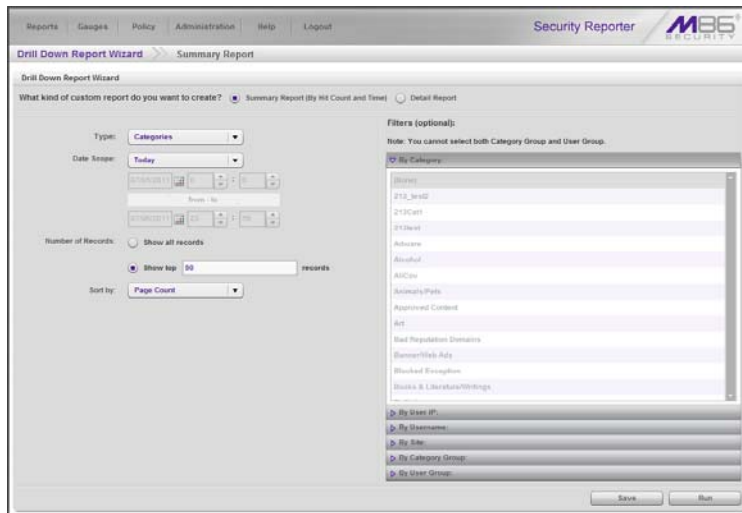 Reports Gauges Policy Administration Help Logout
Security Reporter
M86 SECURITY
Drill Down Report Wizard Summary Report
Drill Down Report Wizard
What kind of custom report do you want to create? Summary Report (By Hit Count and Time) Detail Report
Type: Categories
Date Scope: Today
from - to
Number of Records: Show all records
Show top 50 records
Sort by: Page Count
Filters (optional):
Note: You cannot select both Category Group and User Group.
By Category:
(None)
213_test2
213Catt
213test
Adware
Alcohol
Animals/Pets
Approved Content
Art
Bad Reputation Domains
Banner/Web Ads
Blocked Exception
Books & Literature/Writings
By User IP:
By Username:
By Site:
By Category Group:
By User Group:
Save Run